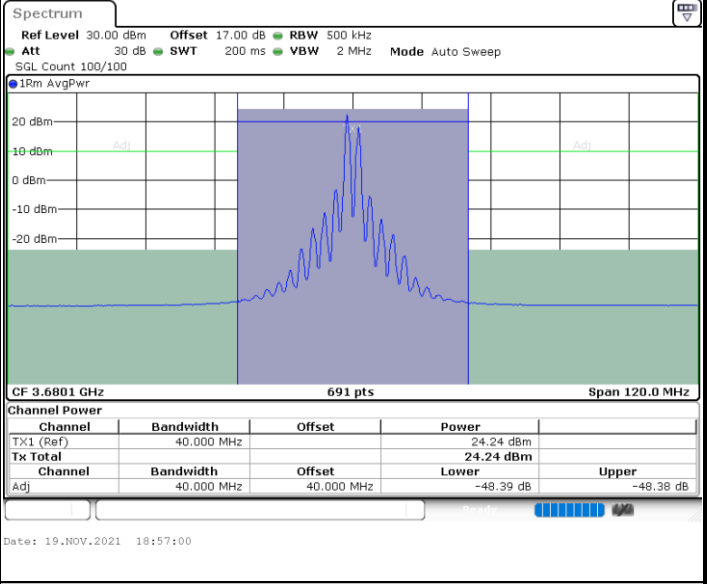 Spectrum
Ref Level 30.00 dBm Offset 17.00 dB RBW 500 kHz
Att 30 dB SWT 200 ms VBW 2 MHz Mode Auto Sweep
SGL Count 100/100
1Rm AvgPwr
20 dBm
Adj Adj
10 dBm
0 dBm
-10 dBm
-20 dBm
CF 3.6801 GHz 691 pts Span 120.0 MHz
Channel Power
Channel Bandwidth Offset Power
TX1 (Ref) 40.000 MHz 24.24 dBm
Tx Total 24.24 dBm
Channel Bandwidth Offset Lower Upper
Adj 40.000 MHz 40.000 MHz -48.39 dB -48.38 dB
Ready
Date: 19.NOV.2021 18:57:00